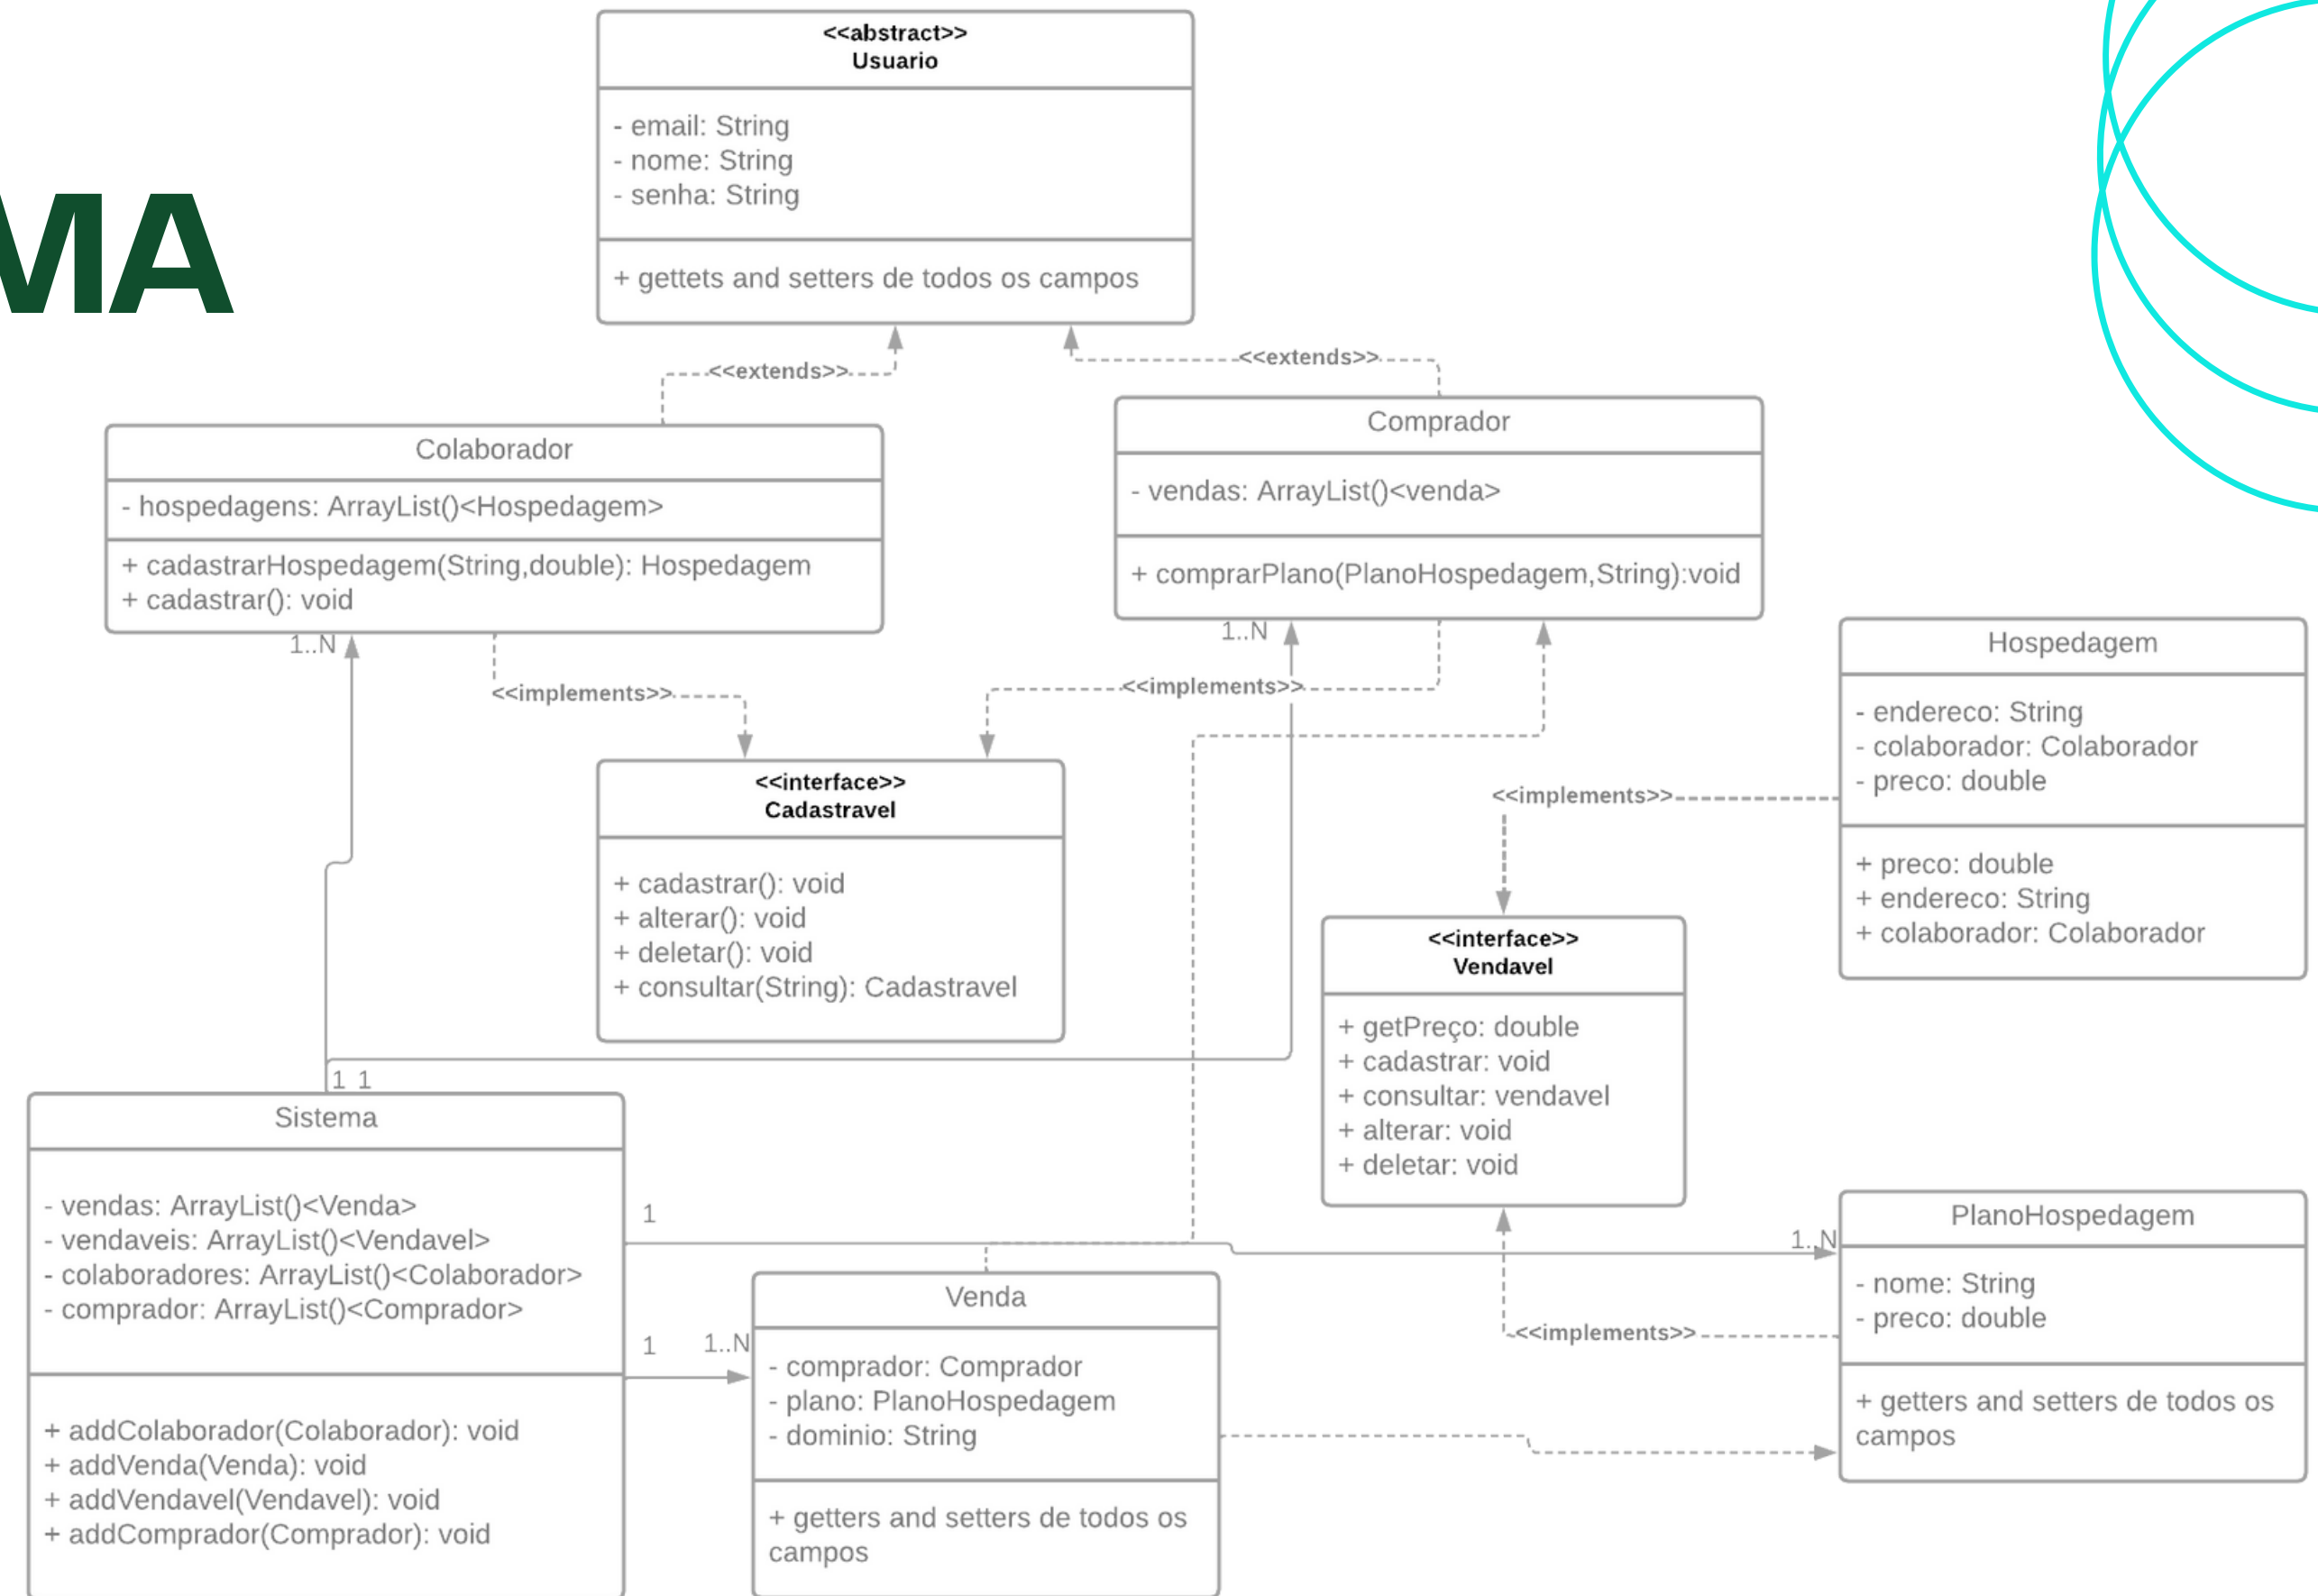 MA
<<abstract>>
Usuario
- email: String
- nome: String
- senha: String
+ gettets and setters de todos os campos
<<extends>>
<<extends>>
Colaborador
- hospedagens: ArrayList()<Hospedagem>
+ cadastrarHospedagem(String,double): Hospedagem
+ cadastrar(): void
Comprador
- vendas: ArrayList()<venda>
+ comprarPlano(PlanoHospedagem,String):void
1..N
1..N
<<implements>>
<<implements>>
Hospedagem
- endereco: String
- colaborador: Colaborador
- preco: double
+ preco: double
+ endereco: String
+ colaborador: Colaborador
<<implements>>
<<interface>>
Cadastravel
+ cadastrar(): void
+ alterar(): void
+ deletar(): void
+ consultar(String): Cadastravel
<<interface>>
Vendavel
+ getPreço: double
+ cadastrar: void
+ consultar: vendavel
+ alterar: void
+ deletar: void
1 1
Sistema
- vendas: ArrayList()<Venda>
- vendaveis: ArrayList()<Vendavel>
- colaboradores: ArrayList()<Colaborador>
- comprador: ArrayList()<Comprador>
+ addColaborador(Colaborador): void
+ addVenda(Venda): void
+ addVendavel(Vendavel): void
+ addComprador(Comprador): void
1
1..N
1
1..N
Venda
- comprador: Comprador
- plano: PlanoHospedagem
- dominio: String
+ getters and setters de todos os
campos
<<implements>>
PlanoHospedagem
- nome: String
- preco: double
+ getters and setters de todos os
campos